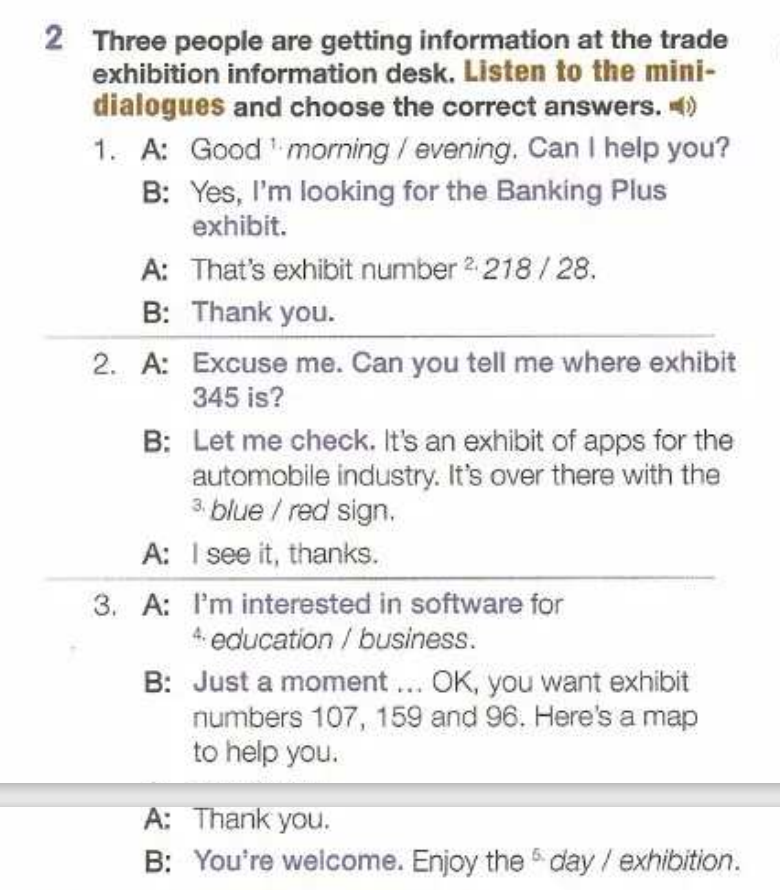 2 Three people are getting information at the trade
exhibition information desk. Listen to the mini-
dialogues and choose the correct answers.
1. A: Good 1. morning / evening. Can I help you?
B: Yes, I'm looking for the Banking Plus
exhibit.
A: That's exhibit number 2. 218 / 28.
B: Thank you.
2. A: Excuse me. Can you tell me where exhibit
345 is?
B: Let me check. It's an exhibit of apps for the
automobile industry. It's over there with the
3. blue / red sign.
A: I see it, thanks.
3. A: I'm interested in software for
4. education / business.
B: Just a moment ... OK, you want exhibit
numbers 107, 159 and 96. Here's a map
to help you.
A: Thank you.
B: You're welcome. Enjoy the 5. day / exhibition.